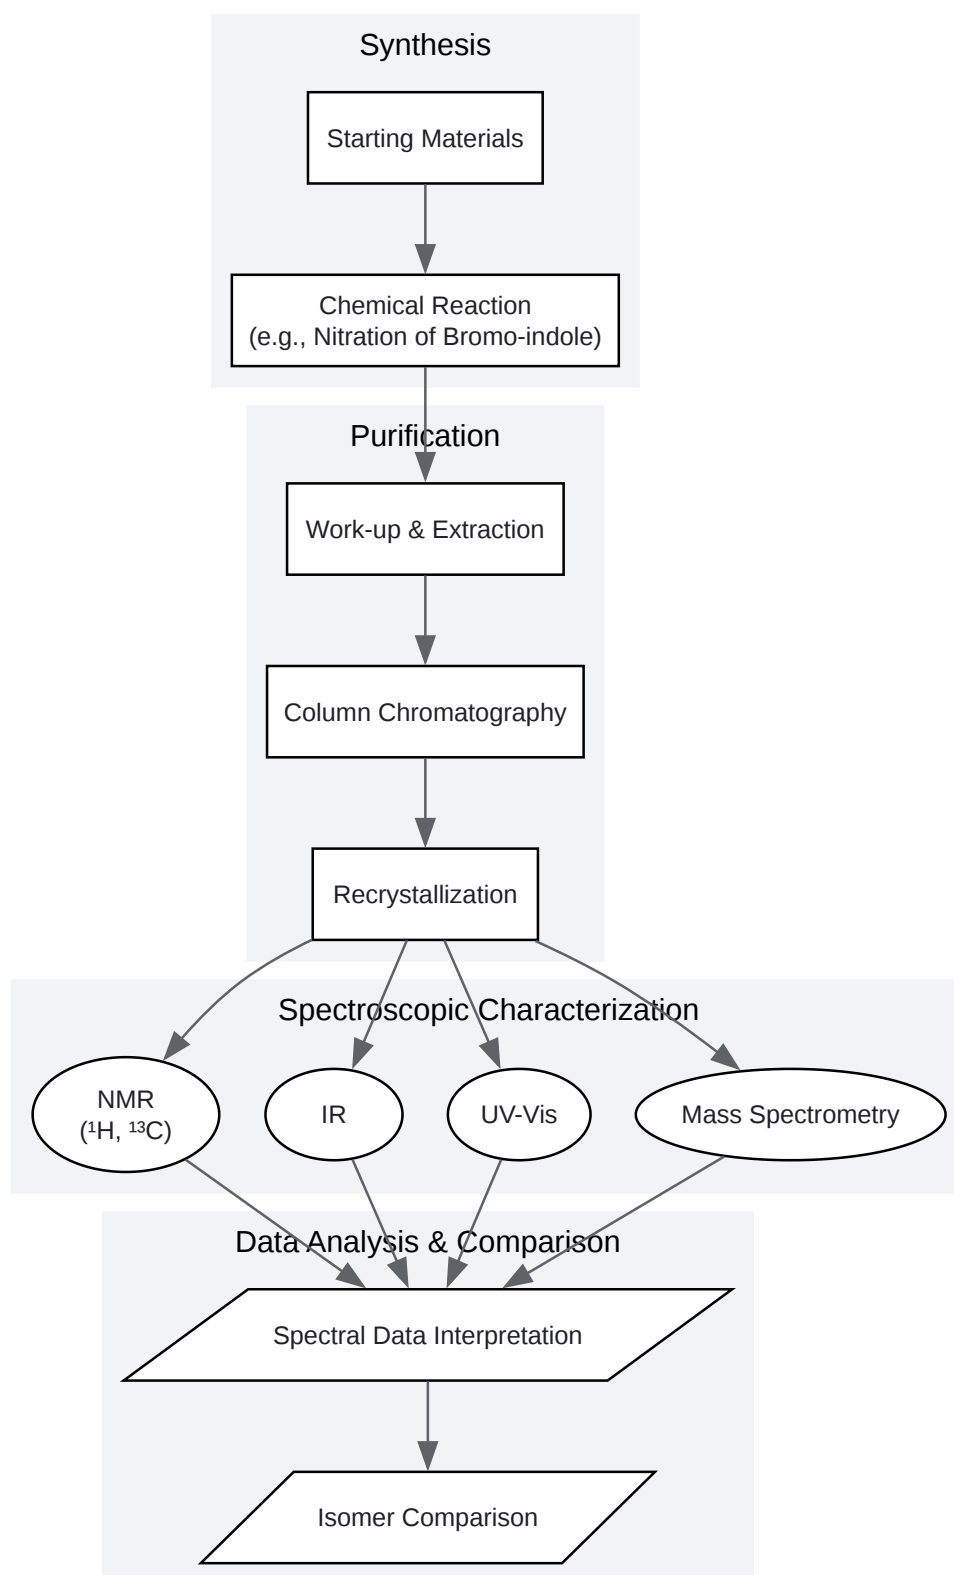 Synthesis
Starting Materials
Chemical Reaction
(e.g., Nitration of Bromo-indole)
Purification
Work-up & Extraction
Column Chromatography
Recrystallization
Spectroscopic Characterization
NMR
(¹H, ¹³C)
IR
UV-Vis
Mass Spectrometry
Data Analysis & Comparison
Spectral Data Interpretation
Isomer Comparison